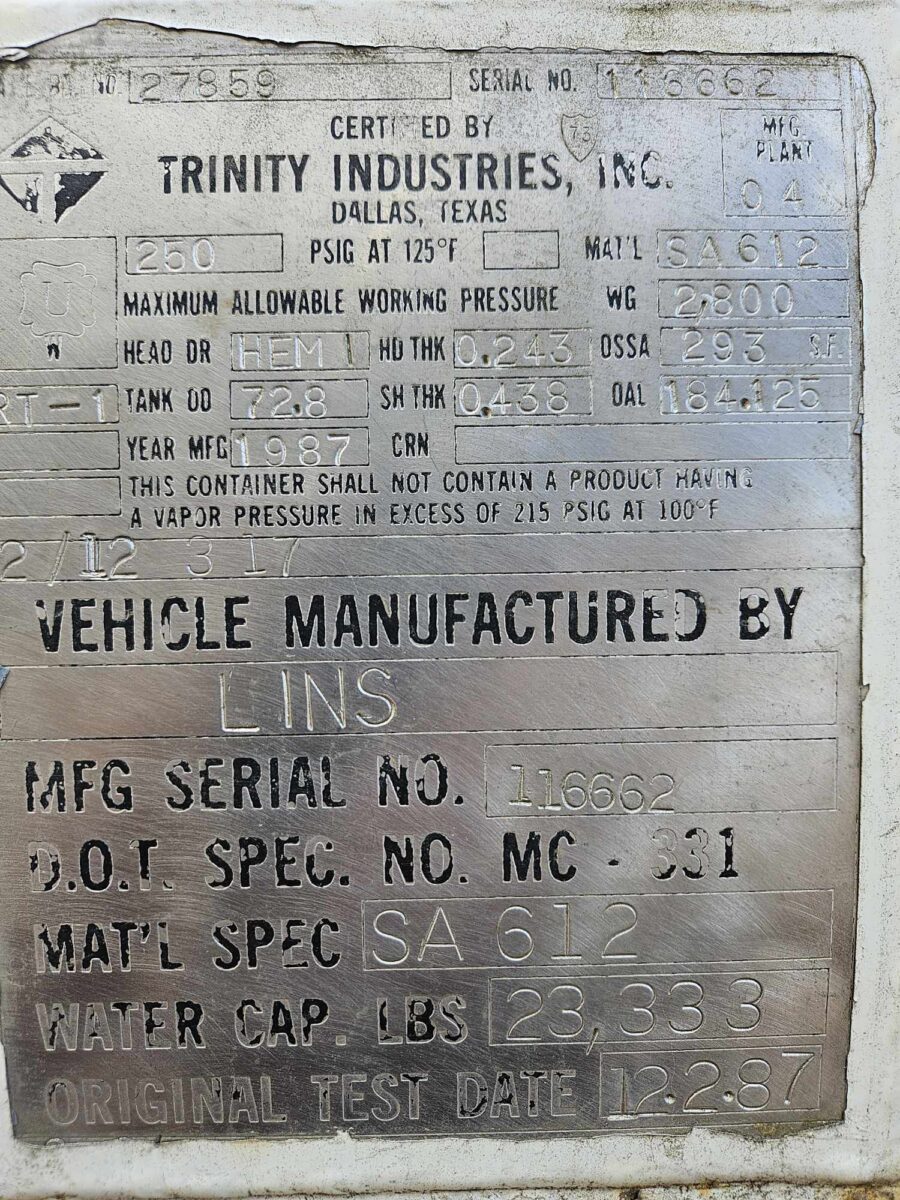 NO 27859 SERIAL NO. 116662
CERTIFIED BY
TRINITY INDUSTRIES, INC.
DALLAS, TEXAS
MFG
PLANT
04
T
U
W
250 PSIG AT 125°F MAT'L SA612
MAXIMUM ALLOWABLE WORKING PRESSURE WG 2,800
HEAD DR HEMI HD THK 0.243 OSSA 293 S.F.
RT-1 TANK OD 72.8 SH THK 0.438 OAL 184.125
YEAR MFG 1987 CRN
THIS CONTAINER SHALL NOT CONTAIN A PRODUCT HAVING
A VAPOR PRESSURE IN EXCESS OF 215 PSIG AT 100°F
2/12 3 17
VEHICLE MANUFACTURED BY
LINS
MFG SERIAL NO. 116662
D.O.T. SPEC. NO. MC - 331
MAT'L SPEC SA 612
WATER CAP. LBS 23,333
ORIGINAL TEST DATE 12.2.87